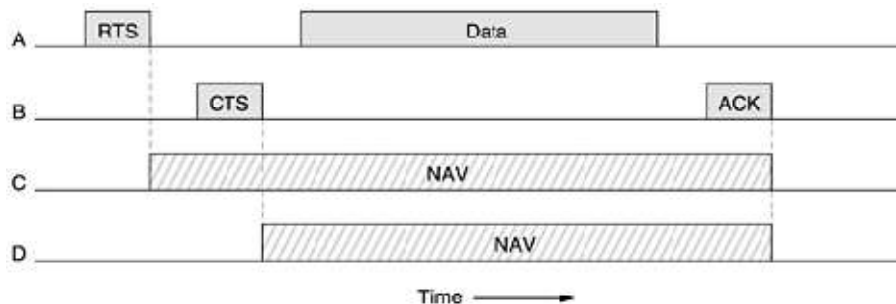 A RTS Data
B CTS ACK
C NAV
D NAV
Time